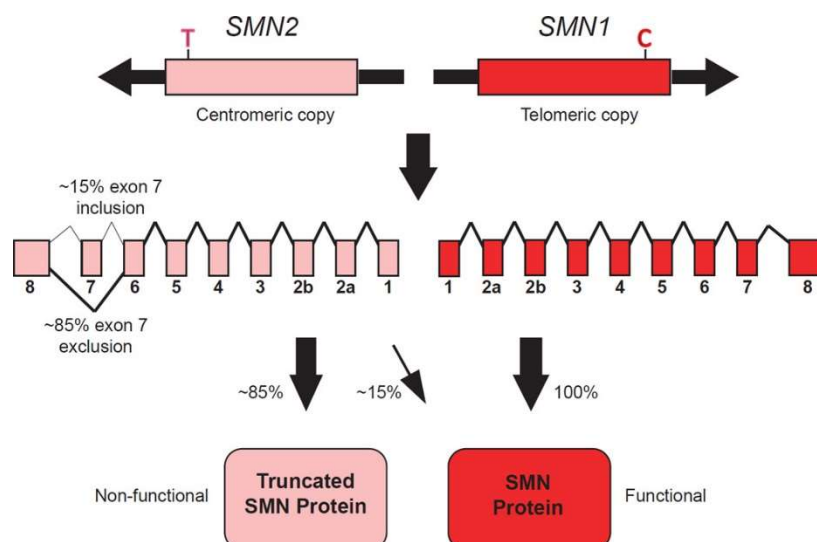 SMN2 SMN1
T C
Centromeric copy Telomeric copy
~15% exon 7
inclusion
8 7 6 5 4 3 2b 2a 1 1 2a 2b 3 4 5 6 7 8
~85% exon 7
exclusion
~85% ~15% 100%
Non-functional
Truncated
SMN Protein
SMN
Protein
Functional